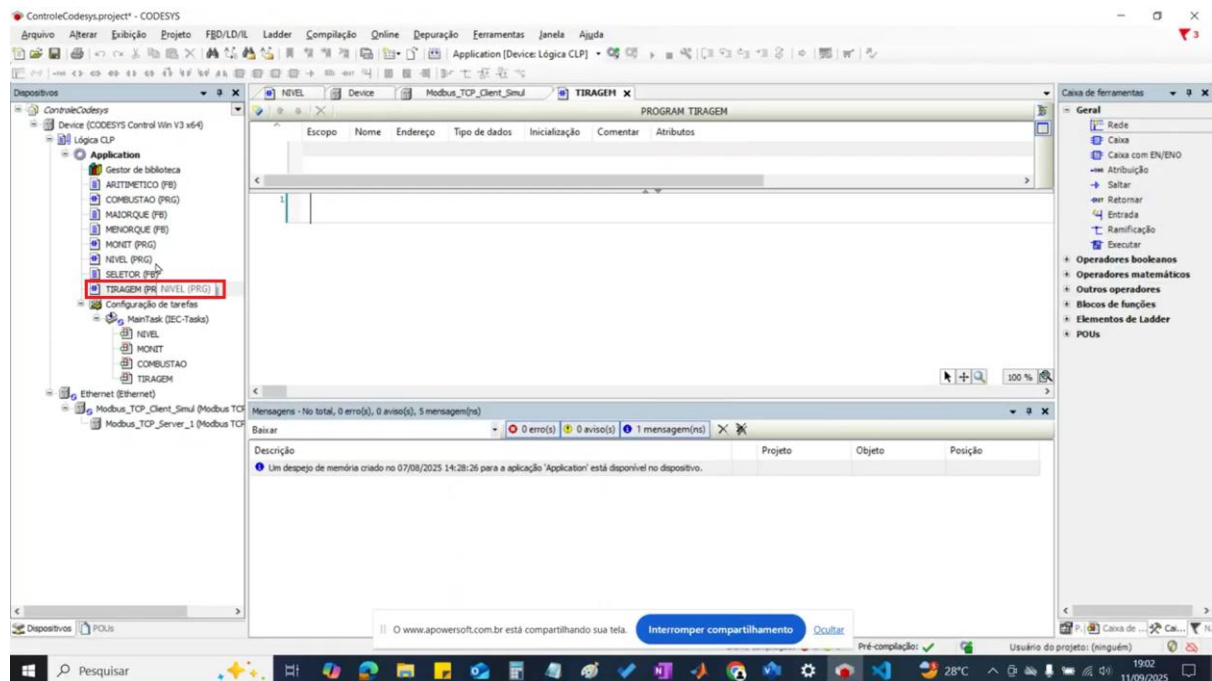 ControleCodesys.project* - CODESYS
Arquivo Alterar Exibição Projeto FBD/LD/IL Ladder Compilação Online Depuração Ferramentas Janela Ajuda
3
Application [Device: Lógica CLP]
Dispositivos
NIVEL Device Modbus_TCP_Client_Simul TIRAGEM
Caixa de ferramentas
ControleCodesys
Device (CODESYS Control Win V3 x64)
Lógica CLP
Application
Gestor de biblioteca
ARITIMETICO (FB)
COMBUSTAO (PRG)
MAIORQUE (FB)
MENORQUE (FB)
MONIT (PRG)
NIVEL (PRG)
SELETOR (FB)
TIRAGEM (PR NIVEL (PRG)
Configuração de tarefas
MainTask (IEC-Tasks)
NIVEL
MONIT
COMBUSTAO
TIRAGEM
Ethernet (Ethernet)
Modbus_TCP_Client_Simul (Modbus TCP
Modbus_TCP_Server_1 (Modbus TCP
PROGRAM TIRAGEM
Escopo Nome Endereço Tipo de dados Inicialização Comentar Atributos
1
100 %
Geral
Rede
Caixa
Caixa com EN/ENO
Atribuição
Saltar
Retornar
Entrada
Ramificação
Executar
Operadores booleanos
Operadores matemáticos
Outros operadores
Blocos de funções
Elementos de Ladder
POUs
Mensagens - No total, 0 erro(s), 0 aviso(s), 5 mensagem(ns)
Baixar 0 erro(s) 0 aviso(s) 1 mensagem(ns)
Descrição Projeto Objeto Posição
Um despejo de memória criado no 07/08/2025 14:28:26 para a aplicação 'Application' está disponível no dispositivo.
Dispositivos POUs
P... Caixa de ... Cai... N
O www.apowersoft.com.br está compartilhando sua tela. Interromper compartilhamento Ocultar
Pré-compilação: Usuário do projeto: (ninguém)
Pesquisar
28°C
19:02
11/09/2025